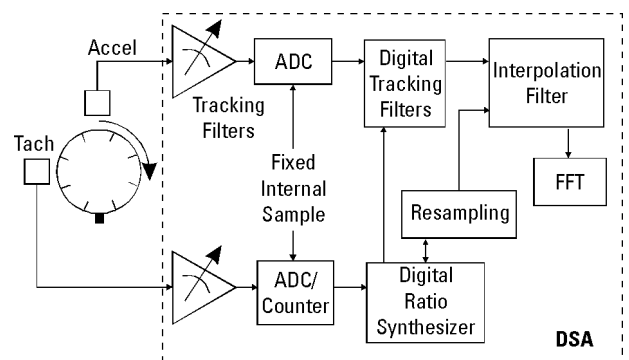 Accel
Tach
Tracking
Filters
ADC
Digital
Tracking
Filters
Interpolation
Filter
FFT
Fixed
Internal
Sample
Resampling
ADC/
Counter
Digital
Ratio
Synthesizer
DSA